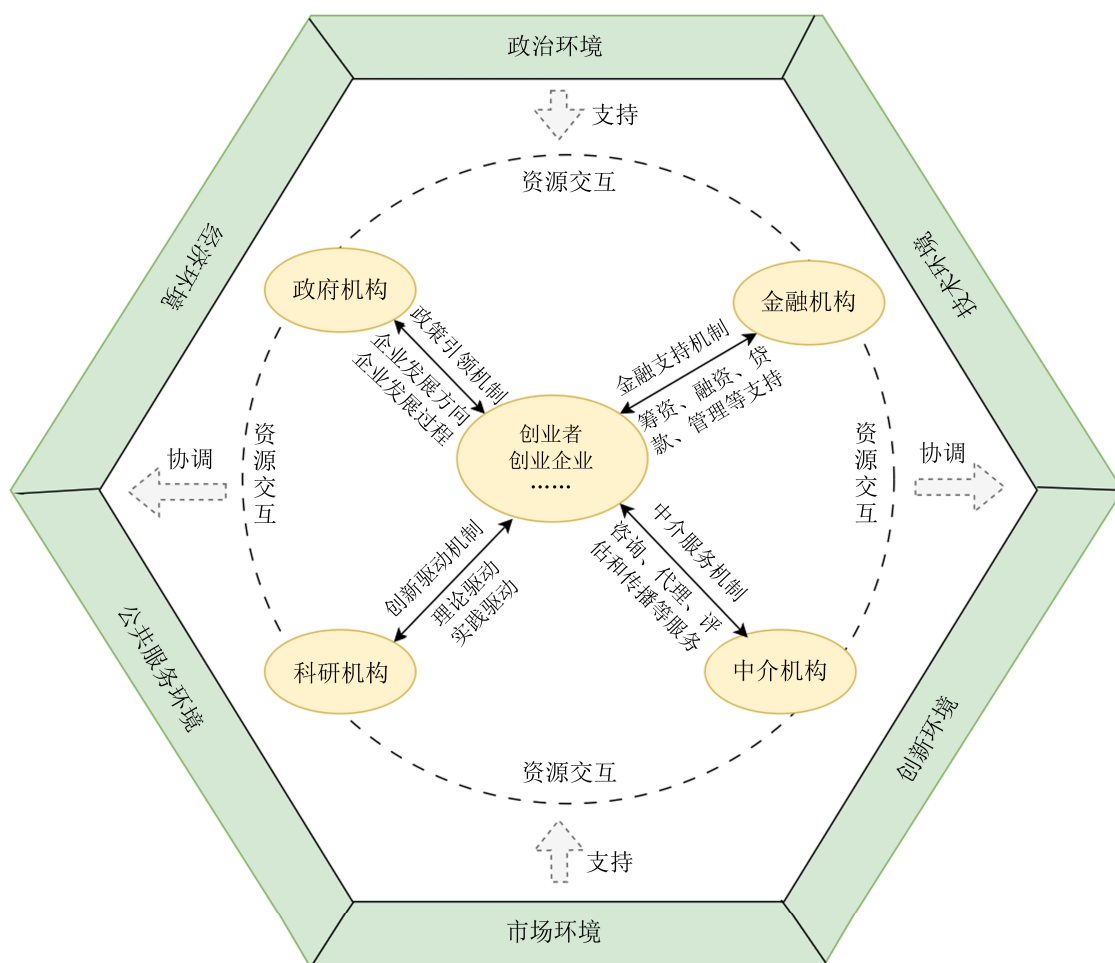 政治环境
支持
资源交互
经济环境
技术环境
政府机构
金融机构
政策引领机制
企业发展方向
企业发展过程
金融支持机制
筹资、融资、贷
款、管理等支持
创业者
创业企业
……
资源交互
资源交互
协调
协调
创新驱动机制
理论驱动
实践驱动
中介服务机制
咨询、代理、评
估和传播等服务
公共服务环境
科研机构
中介机构
创新环境
资源交互
支持
市场环境